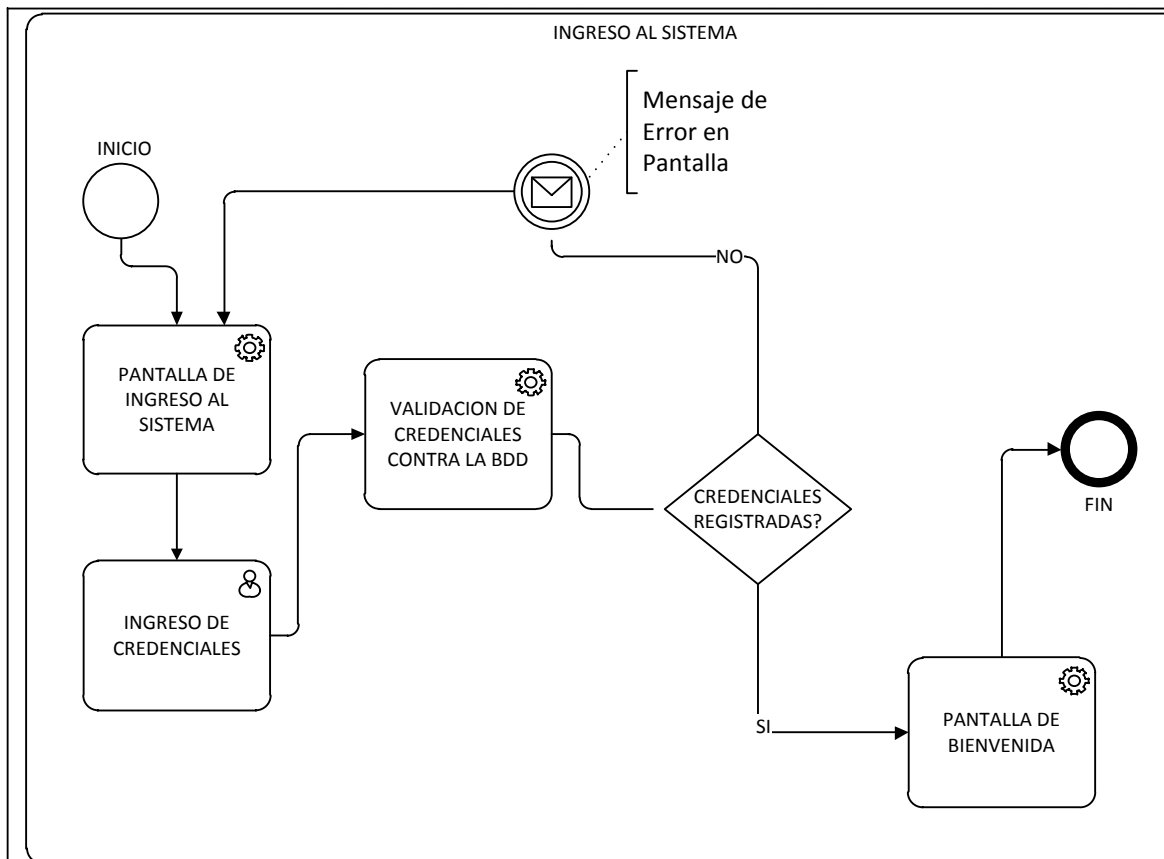 INGRESO AL SISTEMA
Mensaje de
Error en
Pantalla
INICIO
NO
PANTALLA DE
INGRESO AL
SISTEMA
VALIDACION DE
CREDENCIALES
CONTRA LA BDD
CREDENCIALES
REGISTRADAS?
FIN
INGRESO DE
CREDENCIALES
SI
PANTALLA DE
BIENVENIDA